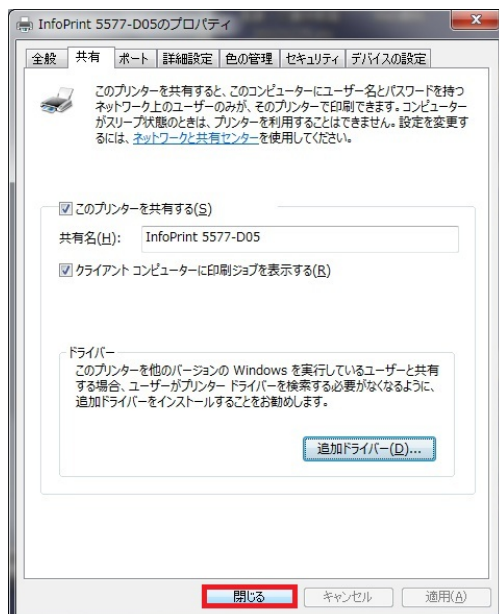 InfoPrint 5577-D05のプロパティ
全般 共有 ポート 詳細設定 色の管理 セキュリティ デバイスの設定
このプリンターを共有すると、このコンピューターにユーザー名とパスワードを持つ
ネットワーク上のユーザーのみが、そのプリンターで印刷できます。コンピューター
がスリープ状態のときは、プリンターを利用することはできません。設定を変更す
るには、ネットワークと共有センターを使用してください。
このプリンターを共有する(S)
共有名(H): InfoPrint 5577-D05
クライアント コンピューターに印刷ジョブを表示する(R)
ドライバー
このプリンターを他のバージョンの Windows を実行しているユーザーと共有
する場合、ユーザーがプリンター ドライバーを検索する必要がなくなるように、
追加ドライバーをインストールすることをお勧めします。
追加ドライバー(D)...
閉じる キャンセル 適用(A)